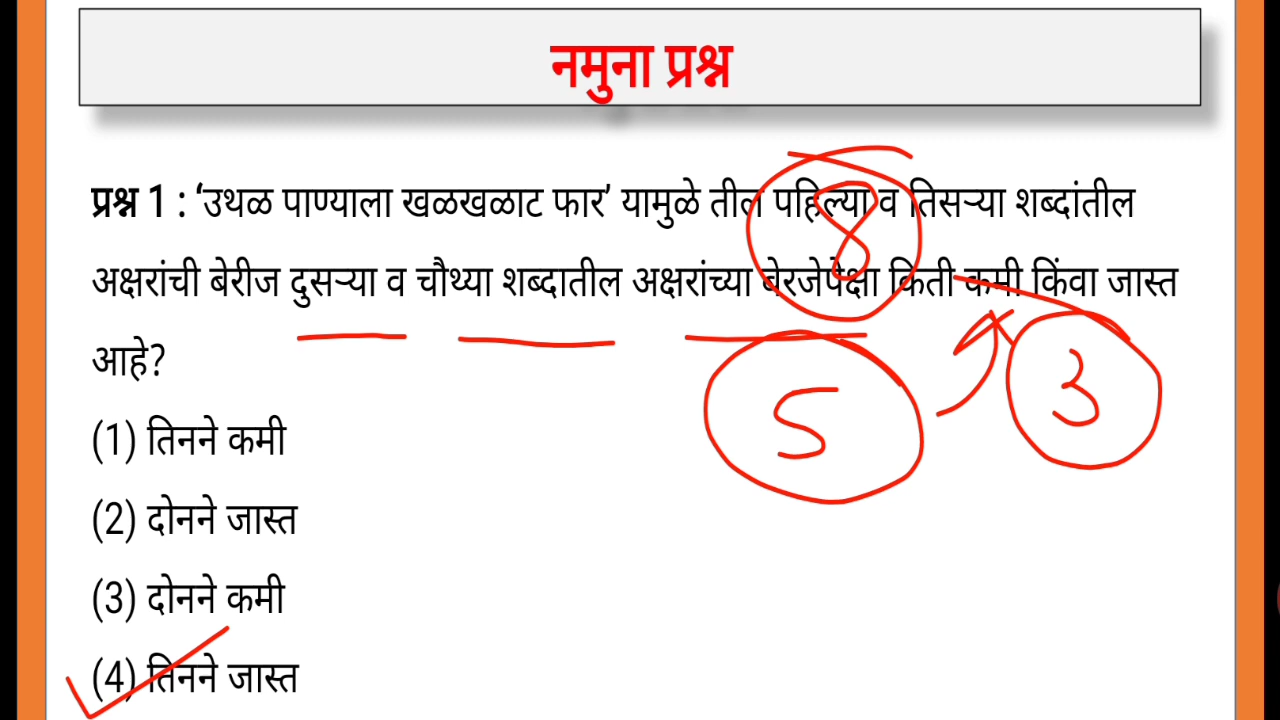 नमुना प्रश्न
प्रश्न 1 : ‘उथळ पाण्याला खळखळाट फार’ यामुळे तील पहिल्या व तिसऱ्या शब्दांतील
8
अक्षरांची बेरीज दुसऱ्या व चौथ्या शब्दातील अक्षरांच्या बेरजेपेक्षा किती कमी किंवा जास्त
आहे?
5
3
(1) तिनने कमी
(2) दोनने जास्त
(3) दोनने कमी
(4) तिनने जास्त